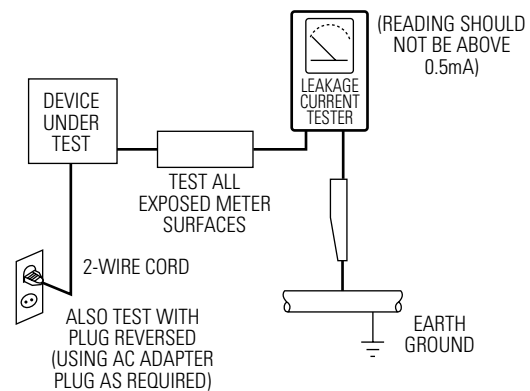 (READING SHOULD
NOT BE ABOVE
0.5mA)
LEAKAGE
CURRENT
TESTER
DEVICE
UNDER
TEST
TEST ALL
EXPOSED METER
SURFACES
2-WIRE CORD
ALSO TEST WITH
PLUG REVERSED
(USING AC ADAPTER
PLUG AS REQUIRED)
EARTH
GROUND